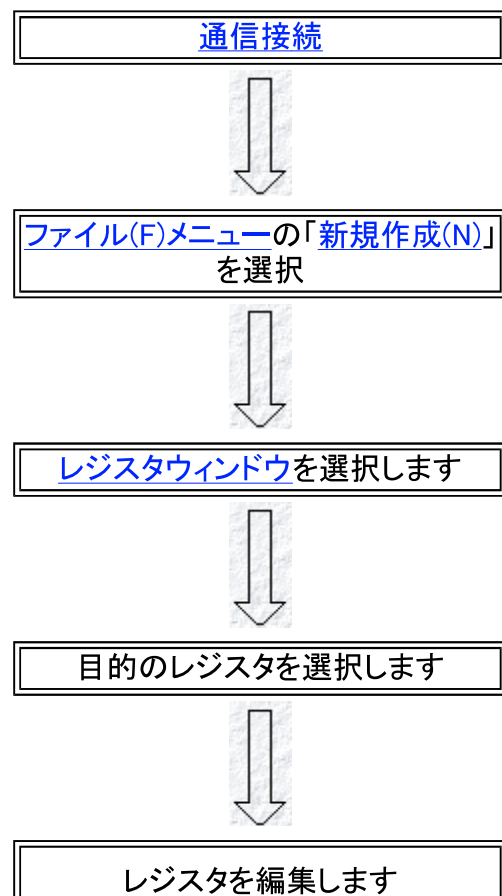 通信接続
ファイル(F)メニューの「新規作成(N)」
を選択
レジスタウィンドウを選択します
目的のレジスタを選択します
レジスタを編集します